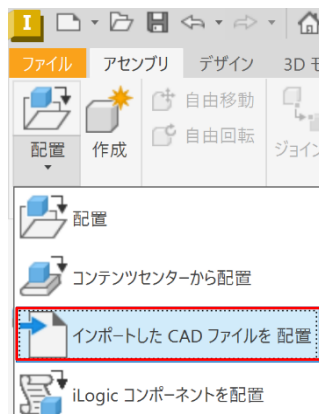 I
ファイル アセンブリ デザイン 3D モ
配置 作成 自由移動
自由回転
ジョイン
配置
コンテンツセンターから配置
インポートした CAD ファイルを 配置
iLogic コンポーネントを配置